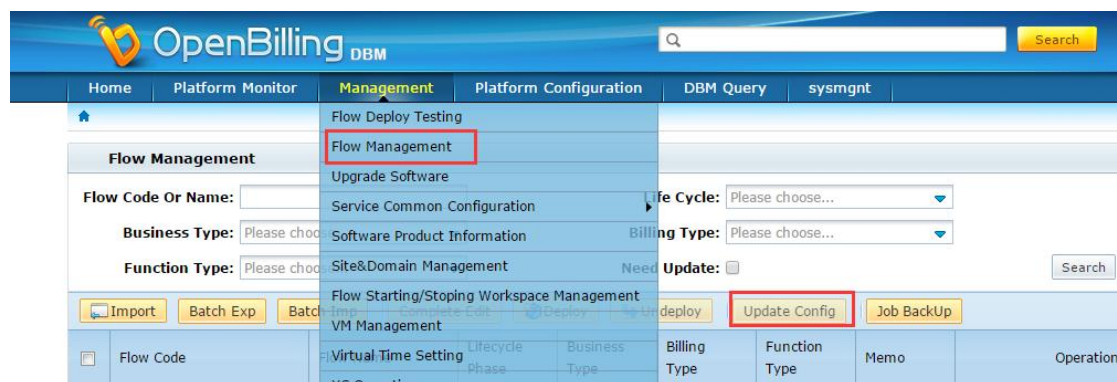 OpenBilling DBM
Search
Home Platform Monitor Management Platform Configuration DBM Query sysmgnt
Flow Deploy Testing
Flow Management
Flow Management
Upgrade Software
Flow Code Or Name: Life Cycle: Please choose...
Service Common Configuration
Business Type: Please choo Billing Type: Please choose...
Software Product Information
Function Type: Please choo Need Update: Search
Site&Domain Management
Flow Starting/Stoping Workspace Management
Import Batch Exp Batch Imp Complete Edit Deploy Undeploy Update Config Job BackUp
VM Management
Flow Code Lifecycle Phase Business Type Billing Type Function Type Memo Operation
Virtual Time Setting